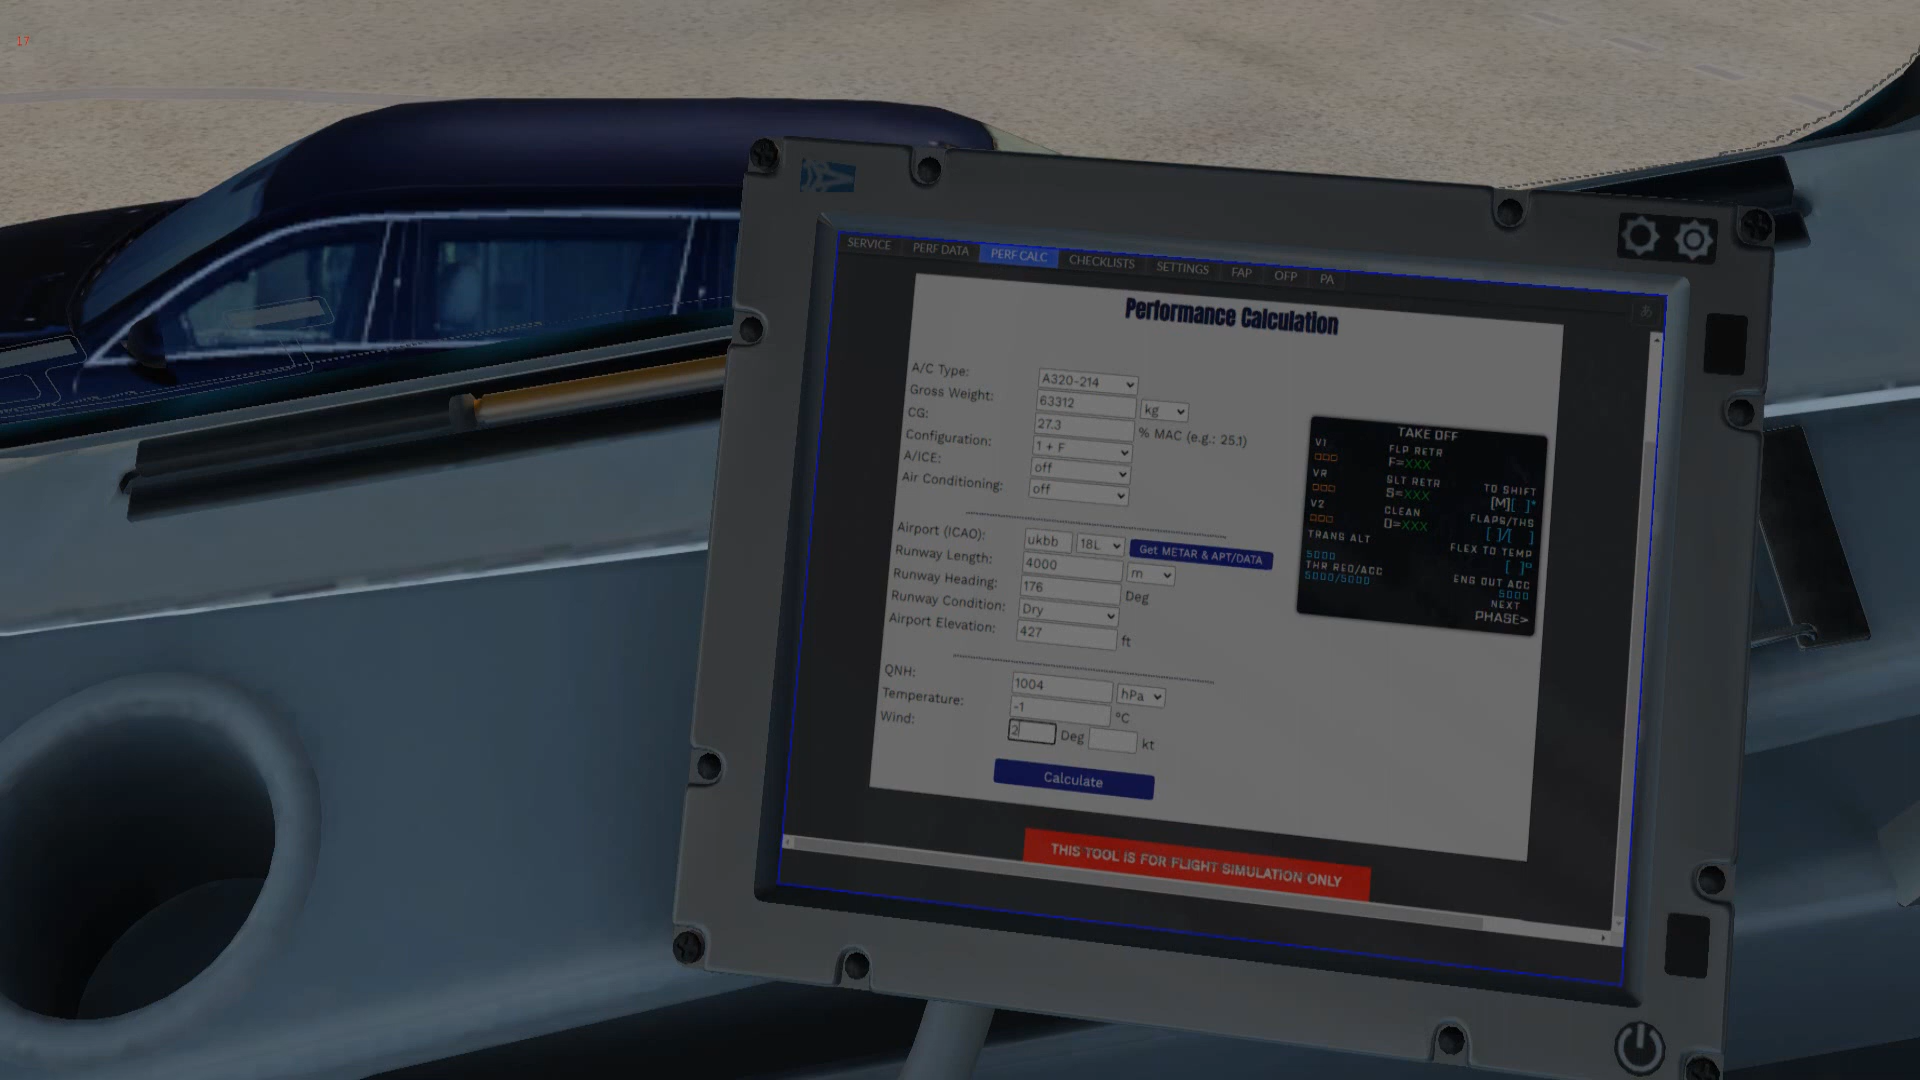 17
SERVICE PERF DATA PERF CALC CHECKLISTS SETTINGS FAP OFP PA
Performance Calculation
A/C Type: A320-214
Gross Weight: 63312 kg
CG: 27.3 % MAC (e.g.: 25.1)
Configuration: 1 + F
A/ICE: off
Air Conditioning: off
Airport (ICAO): ukbb 18L Get METAR & APT/DATA
Runway Length: 4000 m
Runway Heading: 176 Deg
Runway Condition: Dry
Airport Elevation: 427 ft
QNH: 1004 hPa
Temperature: -1 °C
Wind: 2 Deg kt
Calculate
TAKE OFF
V1 FLP RETR
□□□ F=XXX
VR SLT RETR TO SHIFT
□□□ S=XXX [M][ ]*
V2 CLEAN FLAPS/THS
□□□ O=XXX [ ]/[ ]
TRANS ALT FLEX TO TEMP
5000 [ ]°
THR RED/ACC ENG OUT ACC
5000/5000 5000
NEXT
PHASE>
THIS TOOL IS FOR FLIGHT SIMULATION ONLY